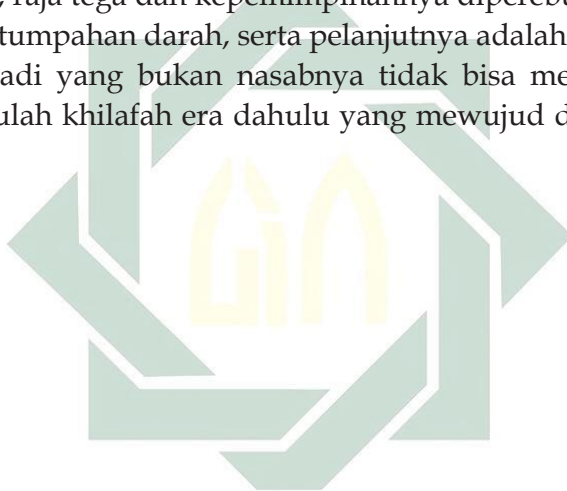 , raja tega dan kepemimpinannya diperebu
tumpahan darah, serta pelanjutnya adalah
adi yang bukan nasabnya tidak bisa me
ulah khilafah era dahulu yang mewujud d